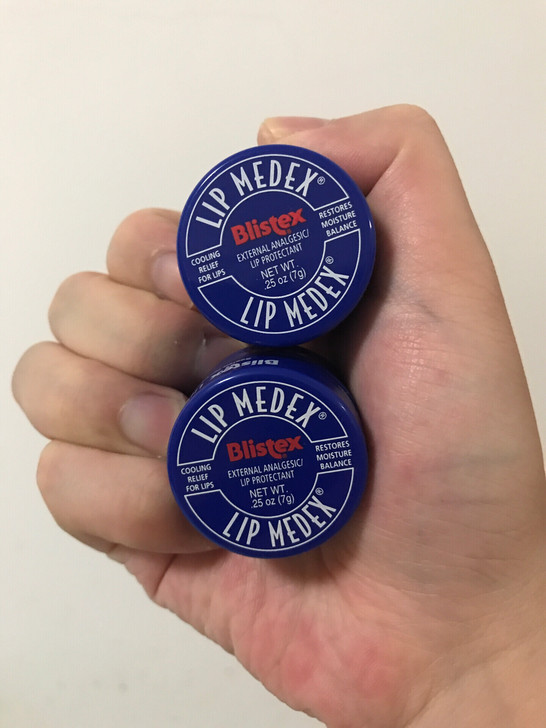 LIP MEDEX®
Blistex®
EXTERNAL ANALGESIC/
LIP PROTECTANT
NET WT.
.25 oz (7g)
COOLING
RELIEF
FOR LIPS
RESTORES
MOISTURE
BALANCE
LIP MEDEX®
Blistex
LIP MEDEX®
Blistex®
EXTERNAL ANALGESIC/
LIP PROTECTANT
NET WT.
.25 oz (7g)
COOLING
RELIEF
FOR LIPS
RESTORES
MOISTURE
BALANCE
LIP MEDEX®